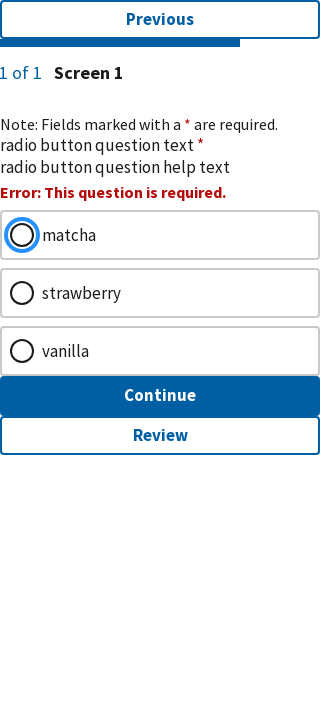 Previous
1 of 1 Screen 1
Note: Fields marked with a * are required.
radio button question text *
radio button question help text
Error: This question is required.
matcha
strawberry
vanilla
Continue
Review